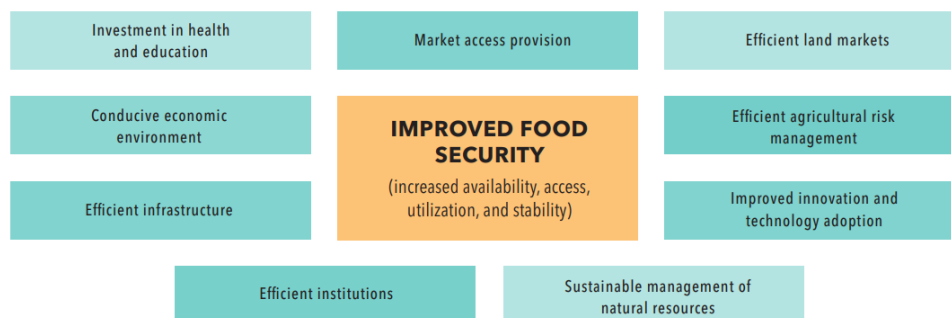 Investment in health
and education
Market access provision
Efficient land markets
Conducive economic
environment
IMPROVED FOOD
SECURITY
(increased availability, access,
utilization, and stability)
Efficient agricultural risk
management
Efficient infrastructure
Improved innovation and
technology adoption
Efficient institutions
Sustainable management of
natural resources